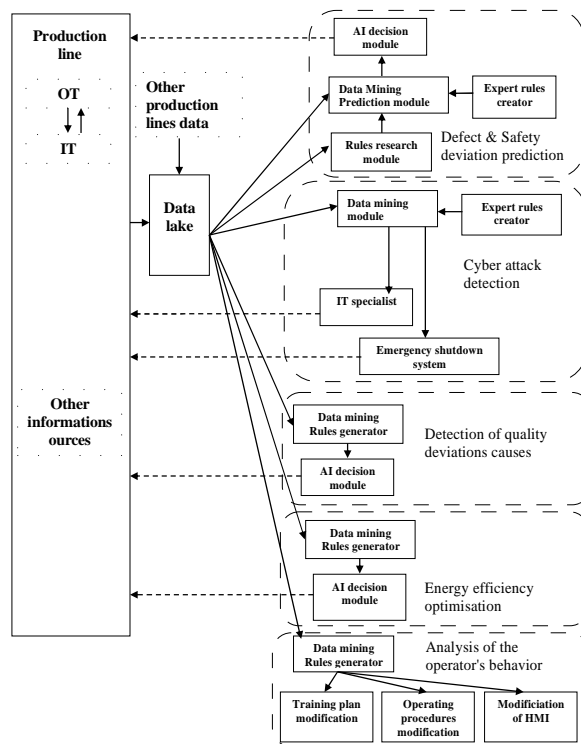 Production
line
OT
IT
Other
production
lines data
Data
lake
Other
informations
ources
AI decision
module
Data Mining
Prediction module
Expert rules
creator
Rules research
module
Defect & Safety
deviation prediction
Data mining
module
Expert rules
creator
Cyber attack
detection
IT specialist
Emergency shutdown
system
Data mining
Rules generator
Detection of quality
deviations causes
AI decision
module
Data mining
Rules generator
AI decision
module
Energy efficiency
optimisation
Data mining
Rules generator
Analysis of the
operator's behavior
Training plan
modification
Operating
procedures
modification
Modificiation
of HMI